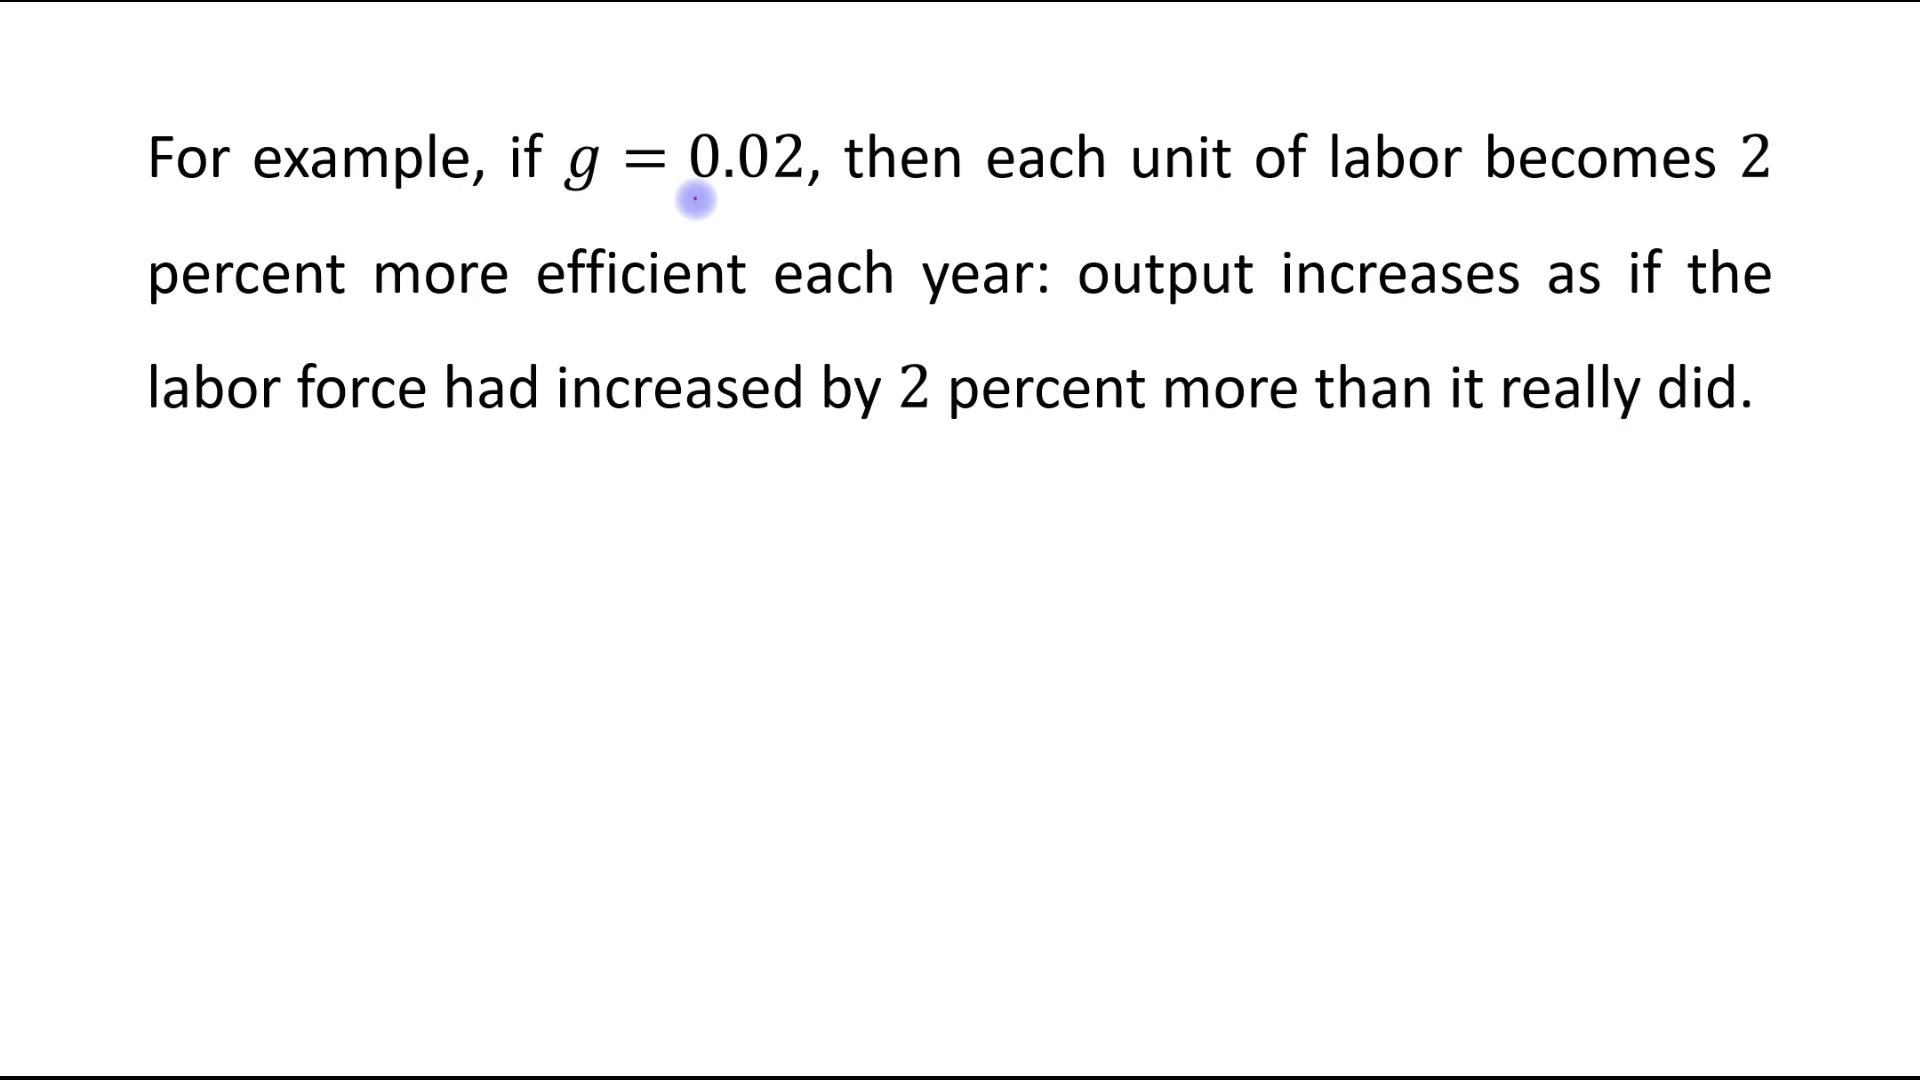 For example, if g = 0.02, then each unit of labor becomes 2
percent more efficient each year: output increases as if the
labor force had increased by 2 percent more than it really did.